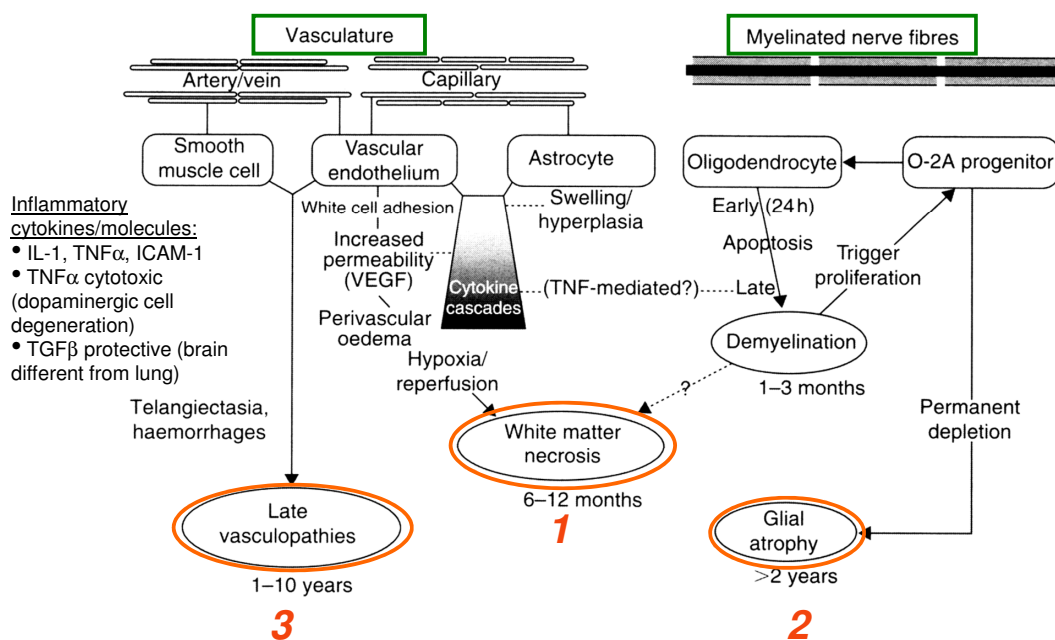 Vasculature
Myelinated nerve fibres
Artery/vein
Capillary
Smooth
muscle cell
Vascular
endothelium
Astrocyte
Oligodendrocyte
O-2A progenitor
Inflammatory
cytokines/molecules:
• IL-1, TNFα, ICAM-1
• TNFα cytotoxic
(dopaminergic cell
degeneration)
• TGFβ protective (brain
different from lung)
White cell adhesion
Increased
permeability
(VEGF)
Perivascular
oedema
Swelling/
hyperplasia
Cytokine
cascades
(TNF-mediated?)
Early (24h)
Apoptosis
Late
Trigger
proliferation
Demyelination
1–3 months
?
Hypoxia/
reperfusion
White matter
necrosis
6–12 months
1
Telangiectasia,
haemorrhages
Late
vasculopathies
1–10 years
3
Permanent
depletion
Glial
atrophy
>2 years
2